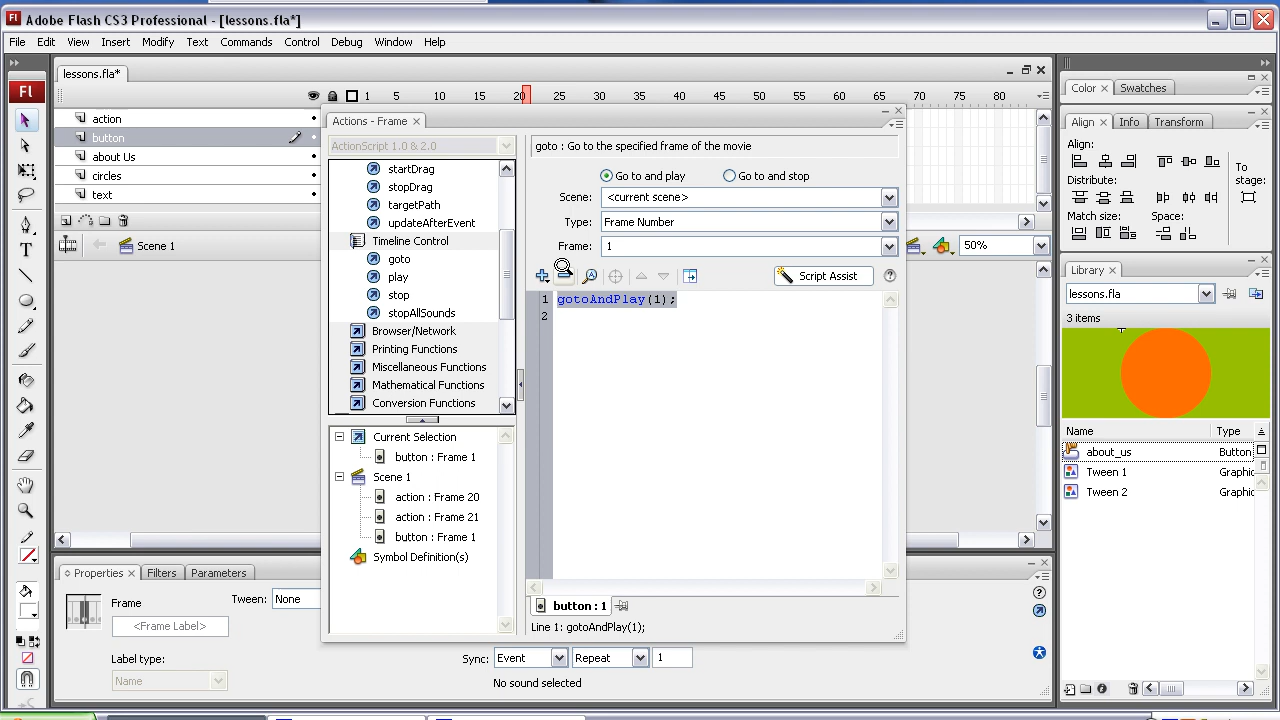 Adobe Flash CS3 Professional - [lessons.fla*]
File Edit View Insert Modify Text Commands Control Debug Window Help
lessons.fla*
1 5 10 15 20 25 30 35 40 45 50 55 60 65 70 75 80
action
button
about Us
circles
text
Scene 1
50%
Actions - Frame
ActionScript 1.0 & 2.0
startDrag
stopDrag
targetPath
updateAfterEvent
Timeline Control
goto
play
stop
stopAllSounds
Browser/Network
Printing Functions
Miscellaneous Functions
Mathematical Functions
Conversion Functions
Current Selection
button : Frame 1
Scene 1
action : Frame 20
action : Frame 21
button : Frame 1
Symbol Definition(s)
goto : Go to the specified frame of the movie
Go to and play Go to and stop
Scene: <current scene>
Type: Frame Number
Frame: 1
Script Assist
1 gotoAndPlay(1);
2
button : 1
Line 1: gotoAndPlay(1);
Properties Filters Parameters
Frame
<Frame Label>
Tween: None
Label type:
Name
Sync: Event Repeat 1
No sound selected
Color Swatches
Align Info Transform
Align:
Distribute:
Match size: Space:
To stage:
Library
lessons.fla
3 items
Name Type
about_us Button
Tween 1 Graphic
Tween 2 Graphic
Fl